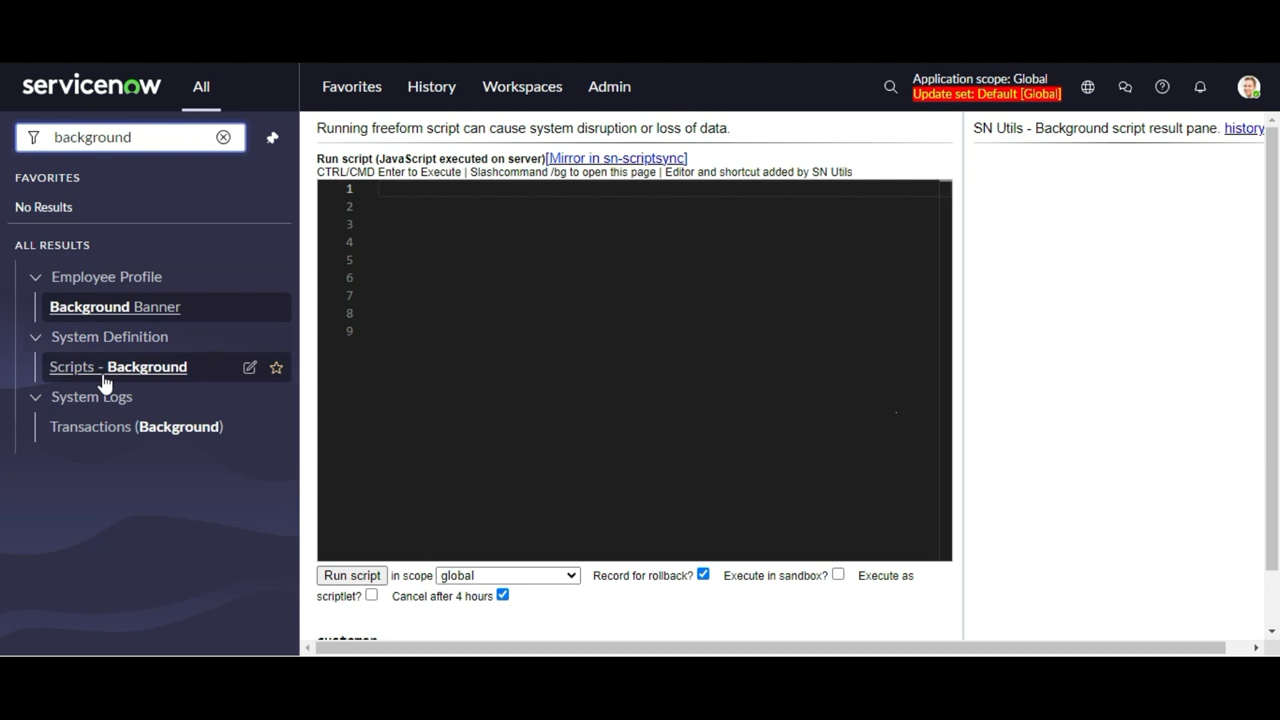 servicenow
All
Favorites
History
Workspaces
Admin
Application scope: Global
Update set: Default [Global]
background
FAVORITES
No Results
ALL RESULTS
Employee Profile
Background Banner
System Definition
Scripts - Background
System Logs
Transactions (Background)
Running freeform script can cause system disruption or loss of data.
Run script (JavaScript executed on server)[Mirror in sn-scriptsync]
CTRL/CMD Enter to Execute | Slashcommand /bg to open this page | Editor and shortcut added by SN Utils
1
2
3
4
5
6
7
8
9
Run script in scope global Record for rollback? Execute in sandbox? Execute as
scriptlet? Cancel after 4 hours
SN Utils - Background script result pane. history